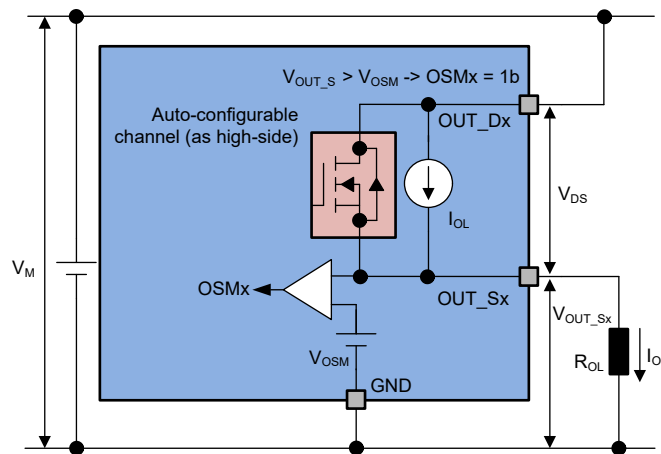 V_OUT_S > V_OSM -> OSMx = 1b
Auto-configurable
channel (as high-side)
OUT_Dx
I_OL
V_DS
V_M
OSMx
OUT_Sx
V_OUT_Sx
V_OSM
R_OL
I_O
GND